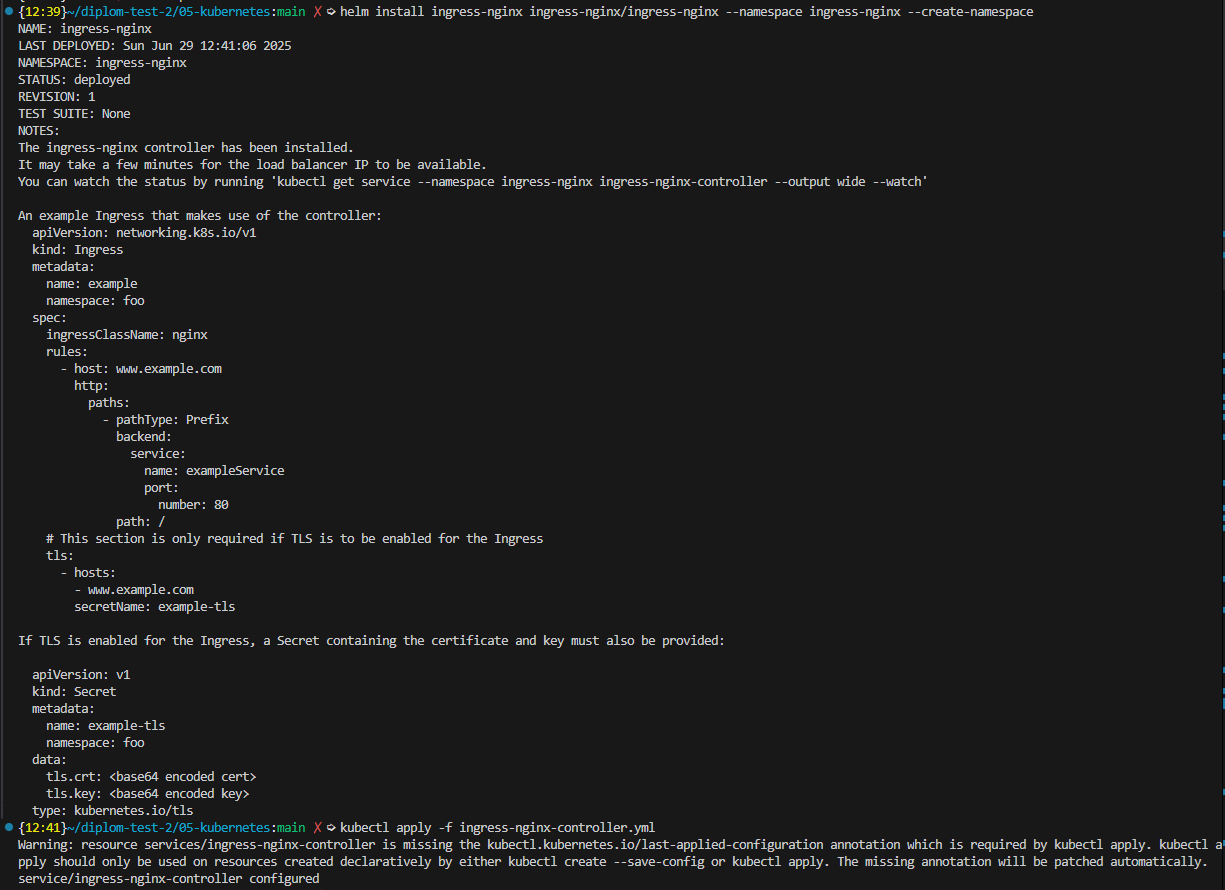 {12:39}~/diplom-test-2/05-kubernetes:main ✗ ➭ helm install ingress-nginx ingress-nginx/ingress-nginx --namespace ingress-nginx --create-namespace
NAME: ingress-nginx
LAST DEPLOYED: Sun Jun 29 12:41:06 2025
NAMESPACE: ingress-nginx
STATUS: deployed
REVISION: 1
TEST SUITE: None
NOTES:
The ingress-nginx controller has been installed.
It may take a few minutes for the load balancer IP to be available.
You can watch the status by running 'kubectl get service --namespace ingress-nginx ingress-nginx-controller --output wide --watch'

An example Ingress that makes use of the controller:
  apiVersion: networking.k8s.io/v1
  kind: Ingress
  metadata:
    name: example
    namespace: foo
  spec:
    ingressClassName: nginx
    rules:
      - host: www.example.com
        http:
          paths:
            - pathType: Prefix
              backend:
                service:
                  name: exampleService
                  port:
                    number: 80
              path: /
    # This section is only required if TLS is to be enabled for the Ingress
    tls:
      - hosts:
        - www.example.com
        secretName: example-tls

If TLS is enabled for the Ingress, a Secret containing the certificate and key must also be provided:

  apiVersion: v1
  kind: Secret
  metadata:
    name: example-tls
    namespace: foo
  data:
    tls.crt: <base64 encoded cert>
    tls.key: <base64 encoded key>
  type: kubernetes.io/tls
{12:41}~/diplom-test-2/05-kubernetes:main ✗ ➭ kubectl apply -f ingress-nginx-controller.yml
Warning: resource services/ingress-nginx-controller is missing the kubectl.kubernetes.io/last-applied-configuration annotation which is required by kubectl apply. kubectl a
pply should only be used on resources created declaratively by either kubectl create --save-config or kubectl apply. The missing annotation will be patched automatically.
service/ingress-nginx-controller configured